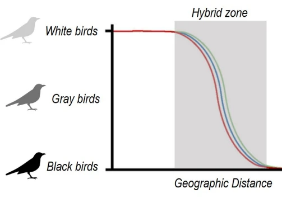 Hybrid zone
White birds
Gray birds
Black birds
Geographic Distance